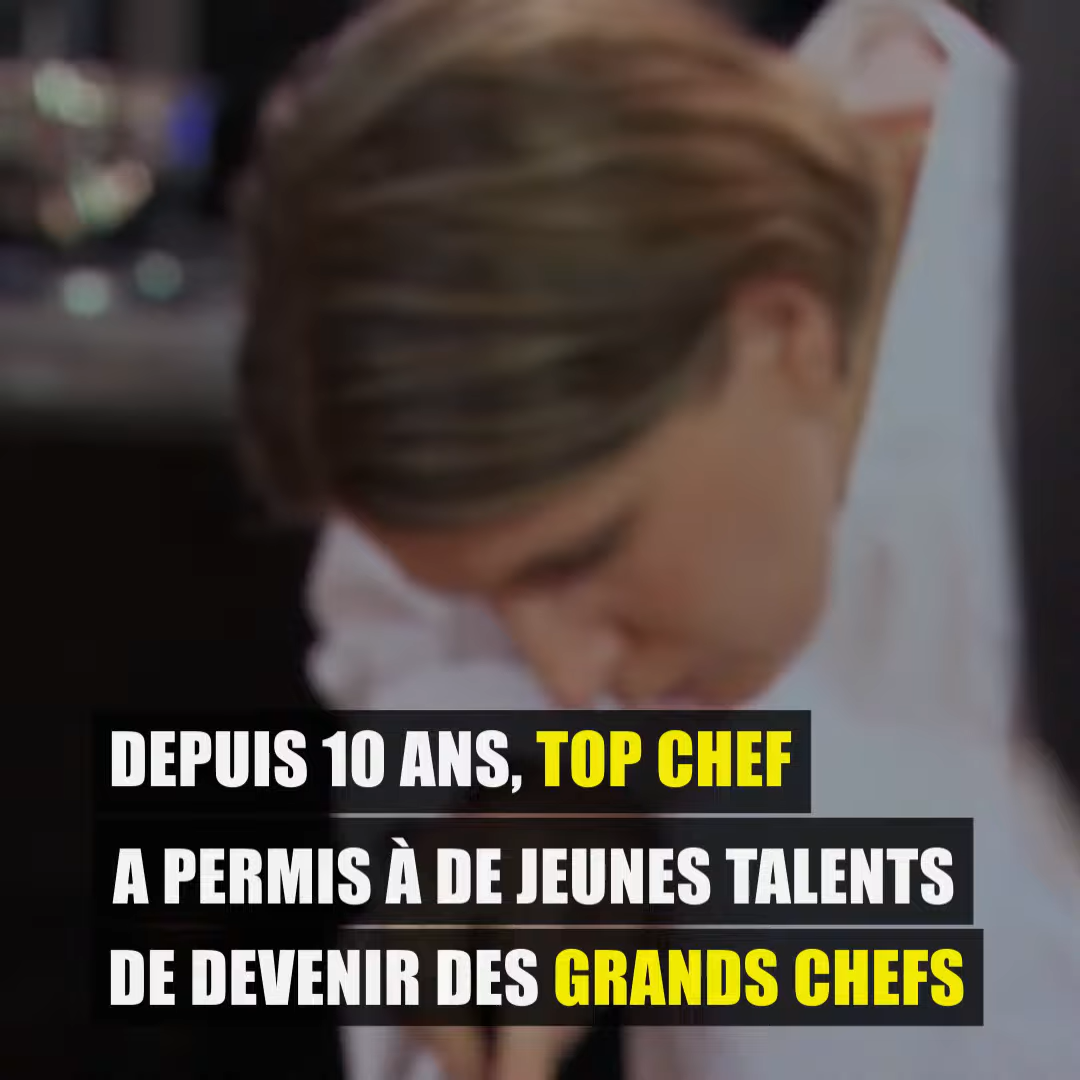 DEPUIS 10 ANS, TOP CHEF
A PERMIS À DE JEUNES TALENTS
DE DEVENIR DES GRANDS CHEFS